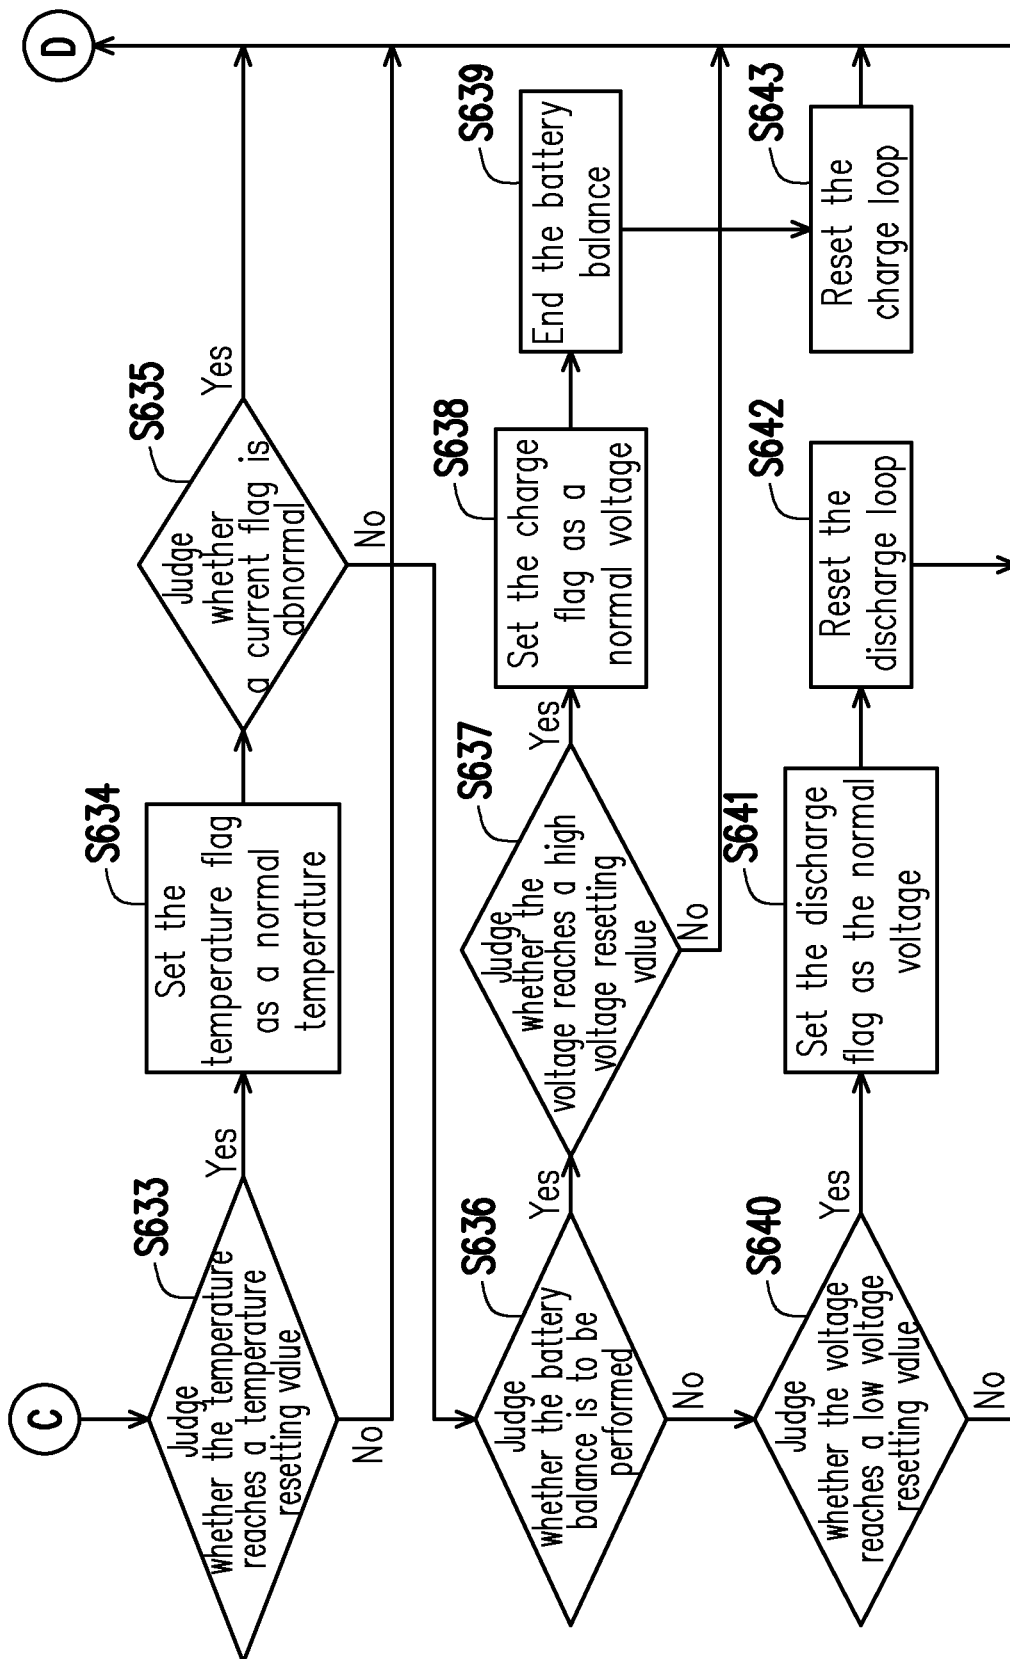 C
S633
Judge
whether the temperature
reaches a temperature
resetting value
Yes
No
S634
Set the
temperature flag
as a normal
temperature
S635
Judge
whether
a current flag is
abnormal
Yes
No
D
S636
Judge
whether the battery
balance is to be
performed
Yes
No
S637
Judge
whether the
voltage reaches a high
voltage resetting
value
Yes
No
S638
Set the charge
flag as a
normal voltage
S639
End the battery
balance
S640
Judge
whether the voltage
reaches a low voltage
resetting value
Yes
No
S641
Set the discharge
flag as the normal
voltage
S642
Reset the
discharge loop
S643
Reset the
charge loop